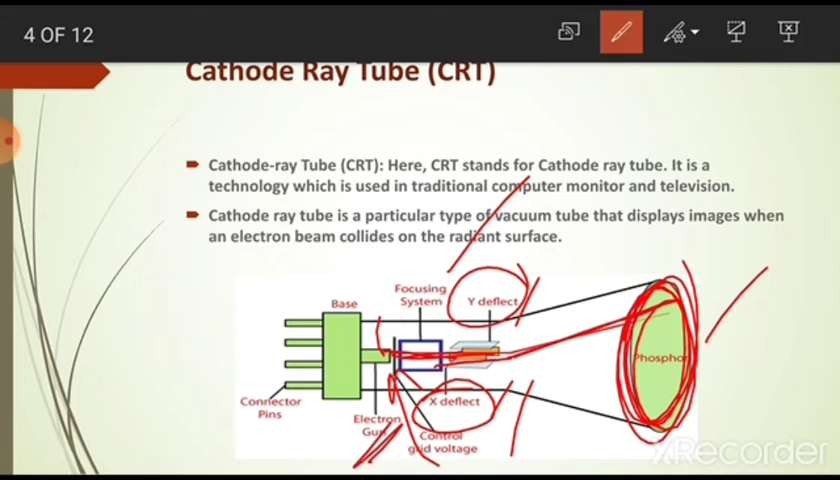 4 OF 12
Cathode Ray Tube (CRT)
Cathode-ray Tube (CRT): Here, CRT stands for Cathode ray tube. It is a
technology which is used in traditional computer monitor and television.
Cathode ray tube is a particular type of vacuum tube that displays images when
an electron beam collides on the radiant surface.
Focusing
System
Y deflect
Base
Phosphor
Connector
Pins
Electron
Gun
X deflect
Control
grid voltage
XRecorder